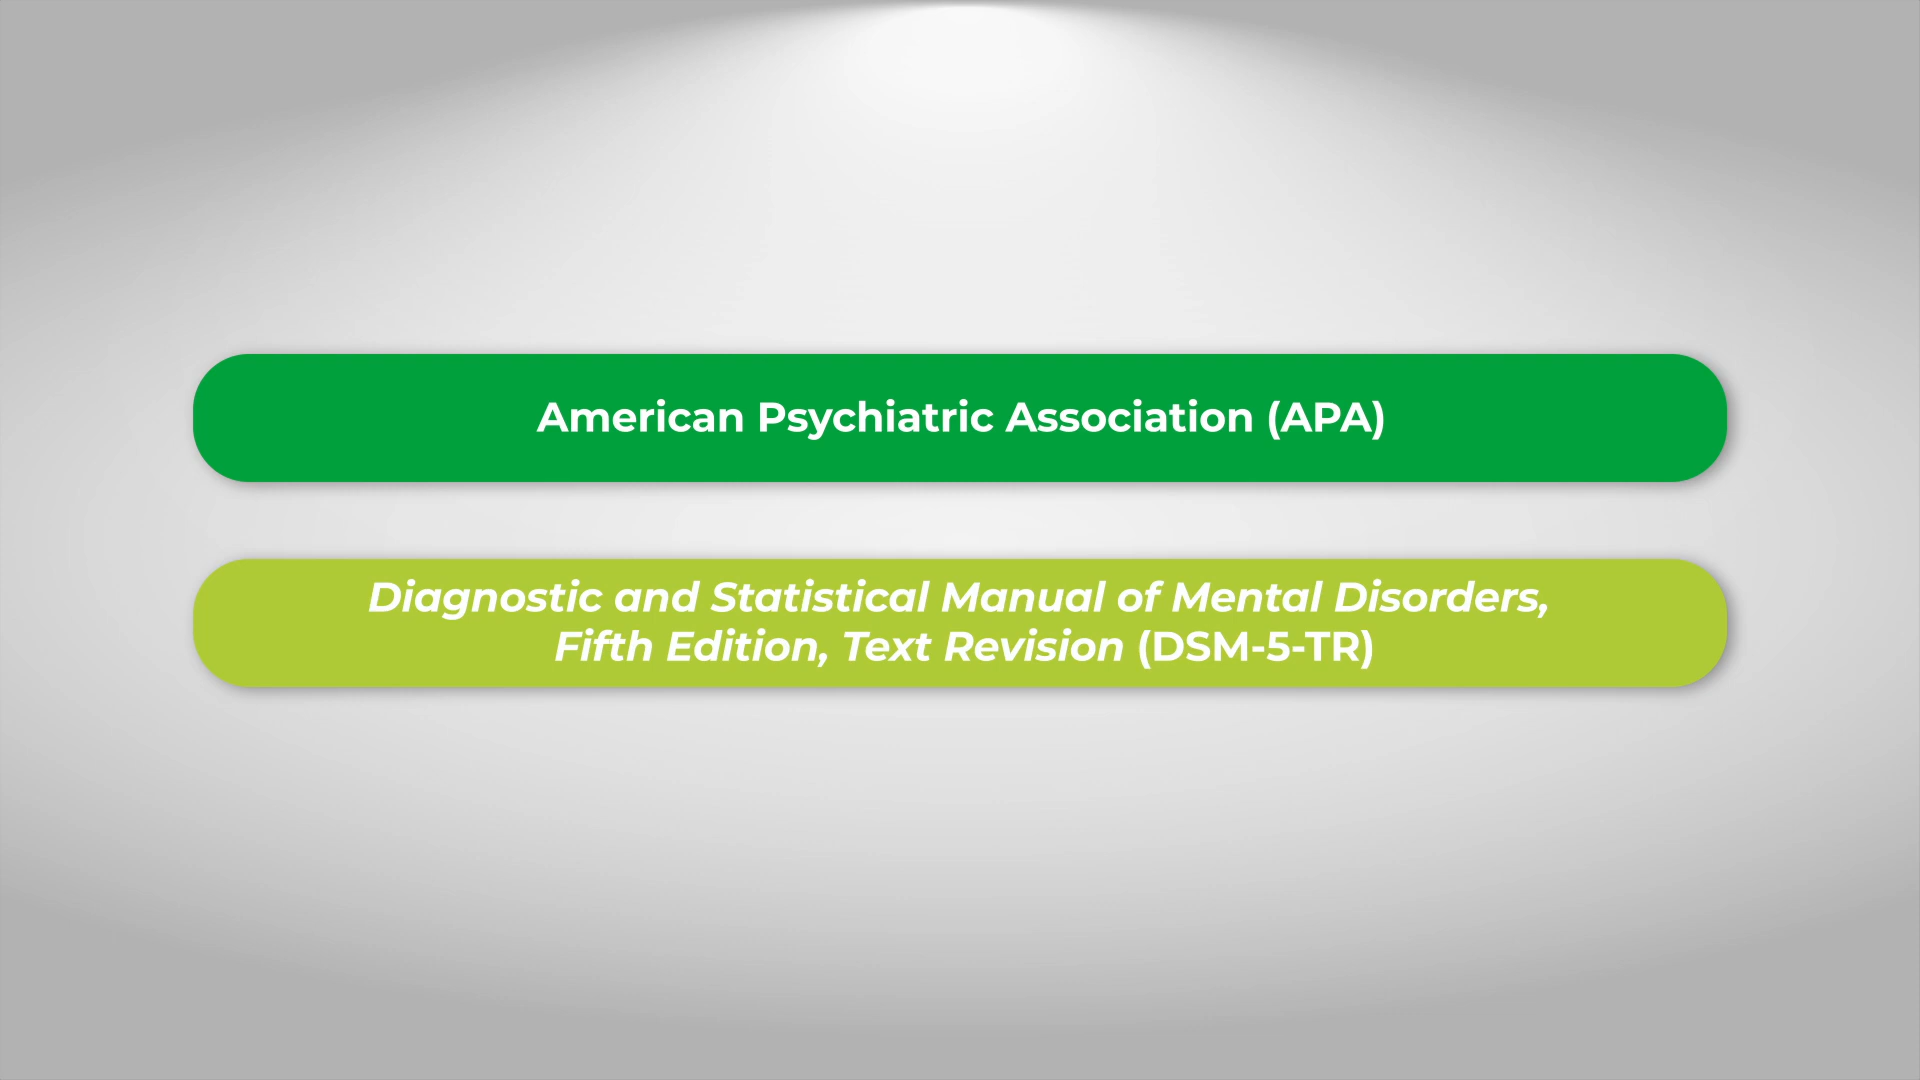 American Psychiatric Association (APA)
Diagnostic and Statistical Manual of Mental Disorders,
Fifth Edition, Text Revision (DSM-5-TR)